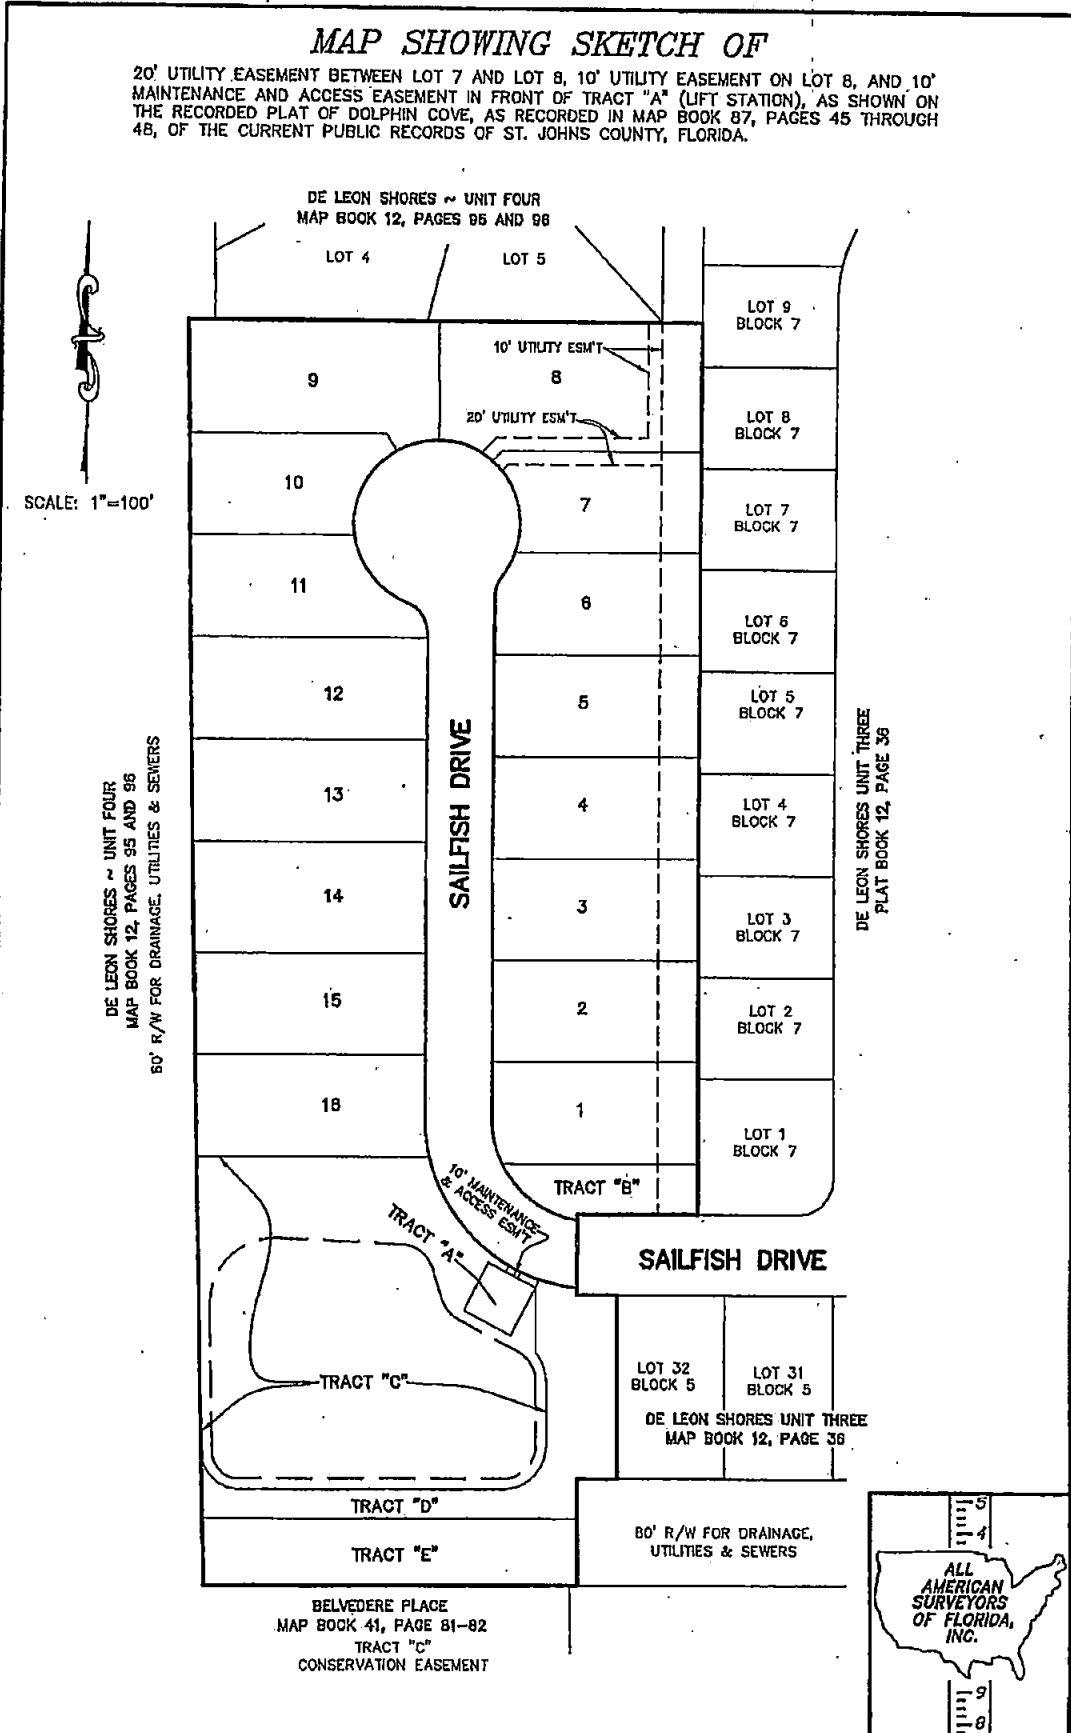 MAP SHOWING SKETCH OF
20' UTILITY EASEMENT BETWEEN LOT 7 AND LOT 8, 10' UTILITY EASEMENT ON LOT 8, AND 10'
MAINTENANCE AND ACCESS EASEMENT IN FRONT OF TRACT "A" (LIFT STATION), AS SHOWN ON
THE RECORDED PLAT OF DOLPHIN COVE, AS RECORDED IN MAP BOOK 87, PAGES 45 THROUGH
48, OF THE CURRENT PUBLIC RECORDS OF ST. JOHNS COUNTY, FLORIDA.
DE LEON SHORES ~ UNIT FOUR
MAP BOOK 12, PAGES 95 AND 96
LOT 4
LOT 5
LOT 9
BLOCK 7
10' UTILITY ESM'T
9
8
20' UTILITY ESM'T
LOT 8
BLOCK 7
SCALE: 1"=100'
10
7
LOT 7
BLOCK 7
11
6
LOT 6
BLOCK 7
12
5
LOT 5
BLOCK 7
SAILFISH DRIVE
13
4
LOT 4
BLOCK 7
DE LEON SHORES ~ UNIT FOUR
MAP BOOK 12, PAGES 95 AND 96
60' R/W FOR DRAINAGE, UTILITIES & SEWERS
DE LEON SHORES UNIT THREE
PLAT BOOK 12, PAGE 36
14
3
LOT 3
BLOCK 7
15
2
LOT 2
BLOCK 7
16
1
LOT 1
BLOCK 7
10' MAINTENANCE
& ACCESS ESM'T
TRACT "B"
TRACT "A"
SAILFISH DRIVE
TRACT "C"
LOT 32
BLOCK 5
LOT 31
BLOCK 5
DE LEON SHORES UNIT THREE
MAP BOOK 12, PAGE 36
TRACT "D"
TRACT "E"
80' R/W FOR DRAINAGE,
UTILITIES & SEWERS
BELVEDERE PLACE
MAP BOOK 41, PAGE 81-82
TRACT "C"
CONSERVATION EASEMENT
5
4
ALL
AMERICAN
SURVEYORS
OF FLORIDA,
INC.
9
8